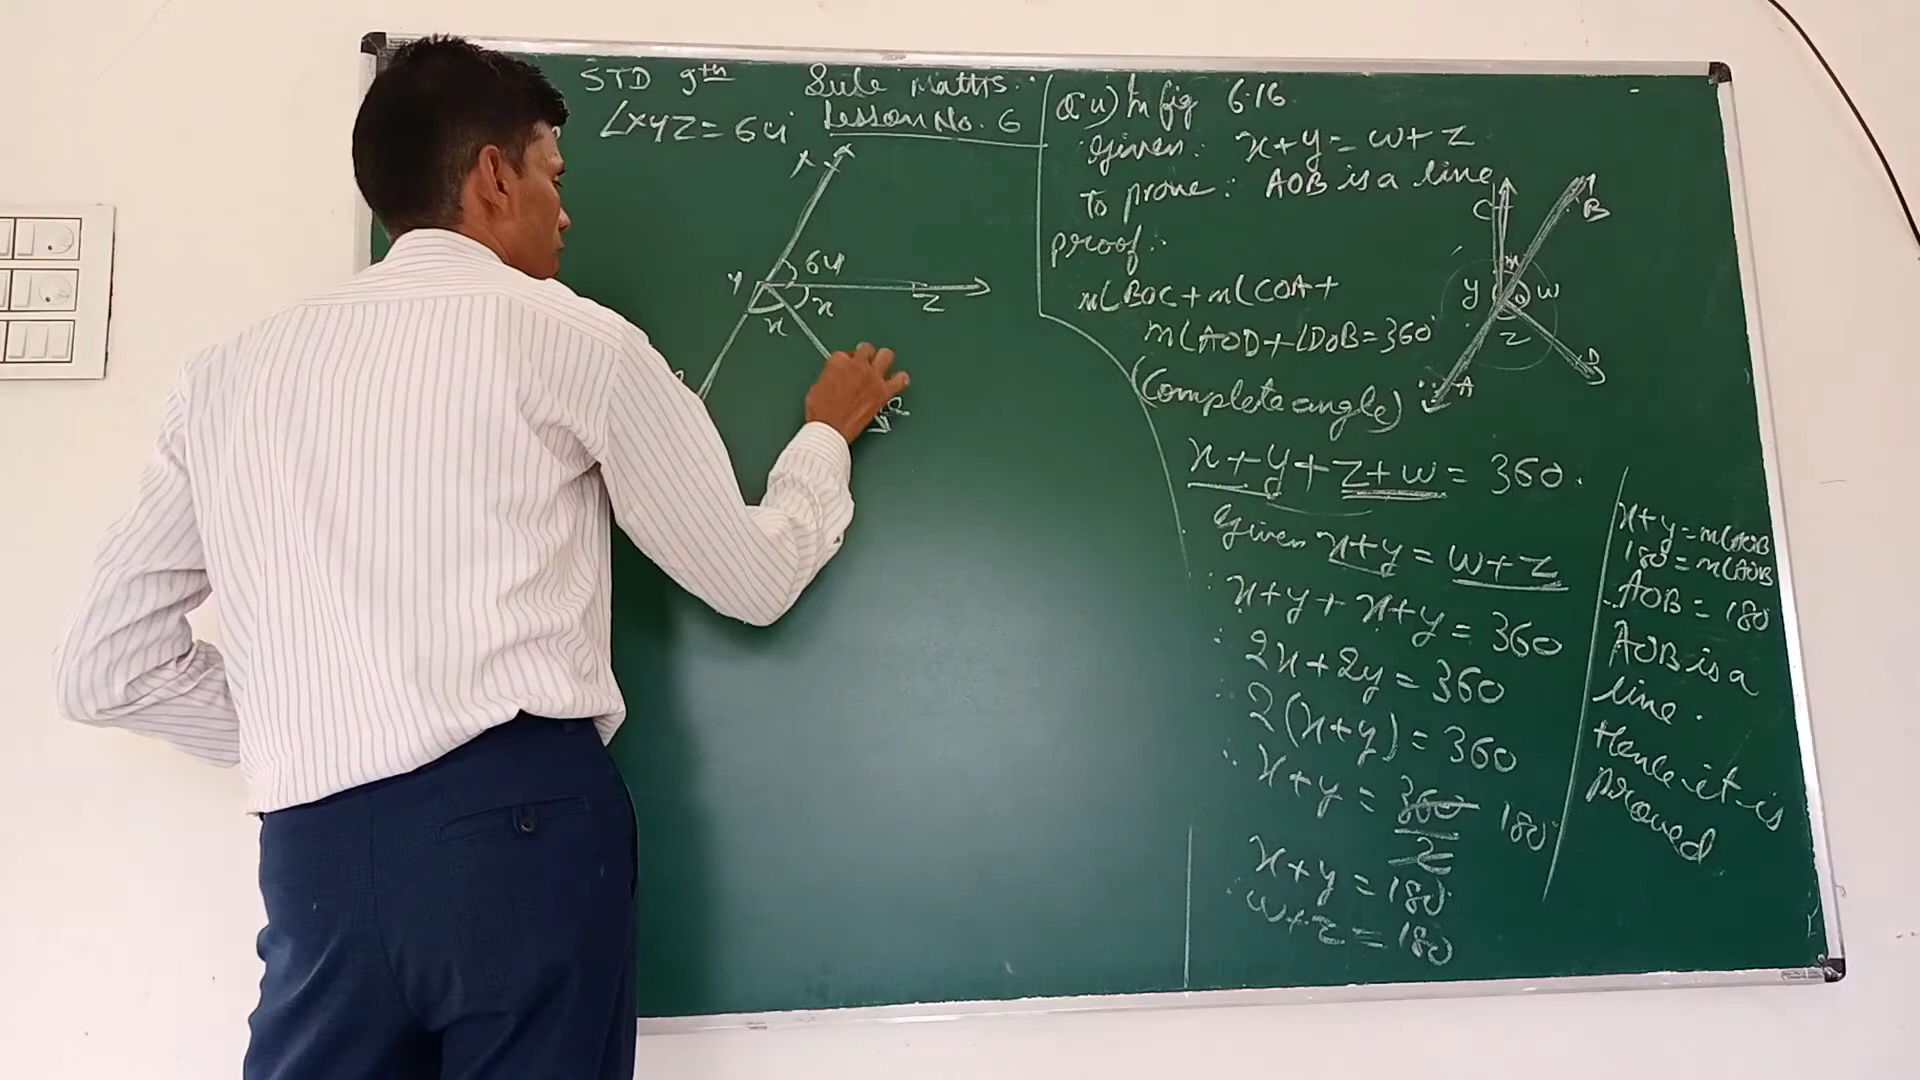 STD 9th Sule Maths.
∠XYZ = 64° Lesson No. 6
X
64
Y
x
Z
x
Q 4) In fig 6.16
Given: x+y = w+z
To prove: AOB is a line
proof:
m∠BOC + m∠COA +
m∠AOD + ∠DOB = 360°
(Complete angle)
C
B
x
y
O
w
z
A
D
x+y+z+w = 360.
Given x+y = w+z
∴ x+y+x+y = 360
∴ 2x+2y = 360
∴ 2(x+y) = 360
∴ x+y = 360 180°
2
x+y = 180
∴ w+z = 180
x+y = m∠AOB
180 = m∠AOB
∴ AOB = 180
AOB is a
line.
Hence it is
proved